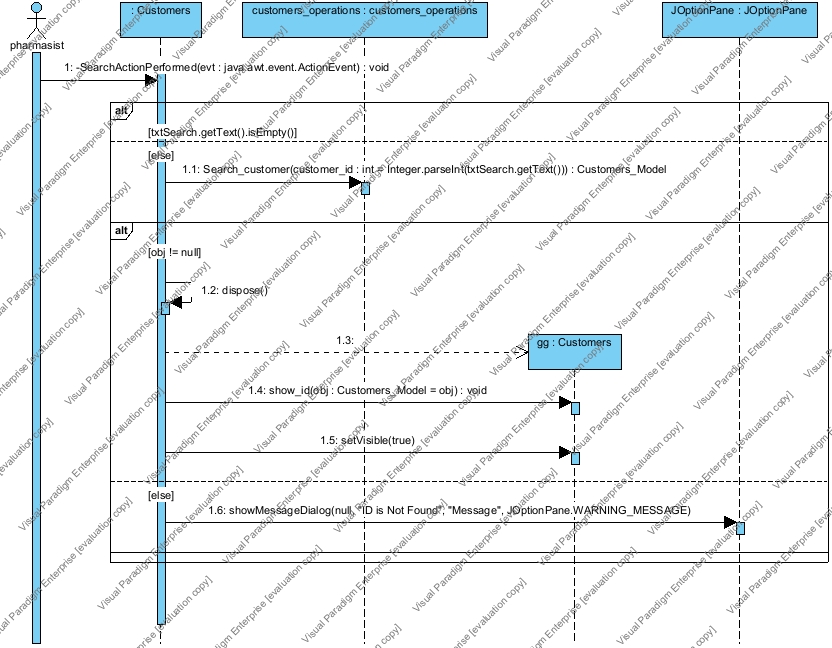 : Customers
customers_operations : customers_operations
JOptionPane : JOptionPane
pharmasist
1: -SearchActionPerformed(evt : java.awt.event.ActionEvent) : void
alt
[txtSearch.getText().isEmpty()]
[else]
1.1: Search_customer(customer_id : int = Integer.parseInt(txtSearch.getText())) : Customers_Model
alt
[obj != null]
1.2: dispose()
1.3:
gg : Customers
1.4: show_id(obj : Customers_Model = obj) : void
1.5: setVisible(true)
[else]
1.6: showMessageDialog(null, "ID is Not Found", "Message", JOptionPane.WARNING_MESSAGE)
Visual Paradigm Enterprise [evaluation copy]